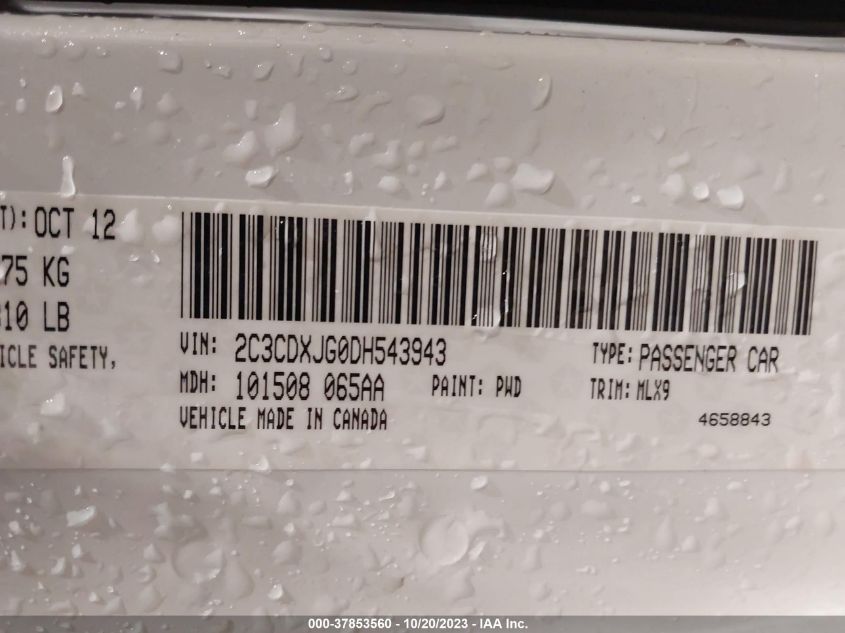 T): OCT 12
75 KG
10 LB
ICLE SAFETY,
VIN: 2C3CDXJG0DH543943
TYPE: PASSENGER CAR
MDH: 101508 065AA
PAINT: PWD
TRIM: MLX9
VEHICLE MADE IN CANADA
4658843
000-37853560 - 10/20/2023 - IAA Inc.